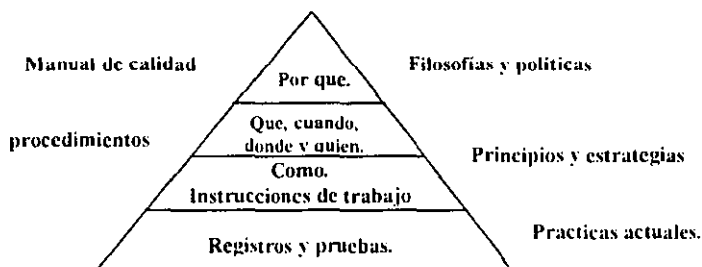 Manual de calidad
Filosofías y políticas
Por que.
procedimientos
Que, cuando,
donde y quien.
Principios y estrategias
Como.
Instrucciones de trabajo
Practicas actuales.
Registros y pruebas.